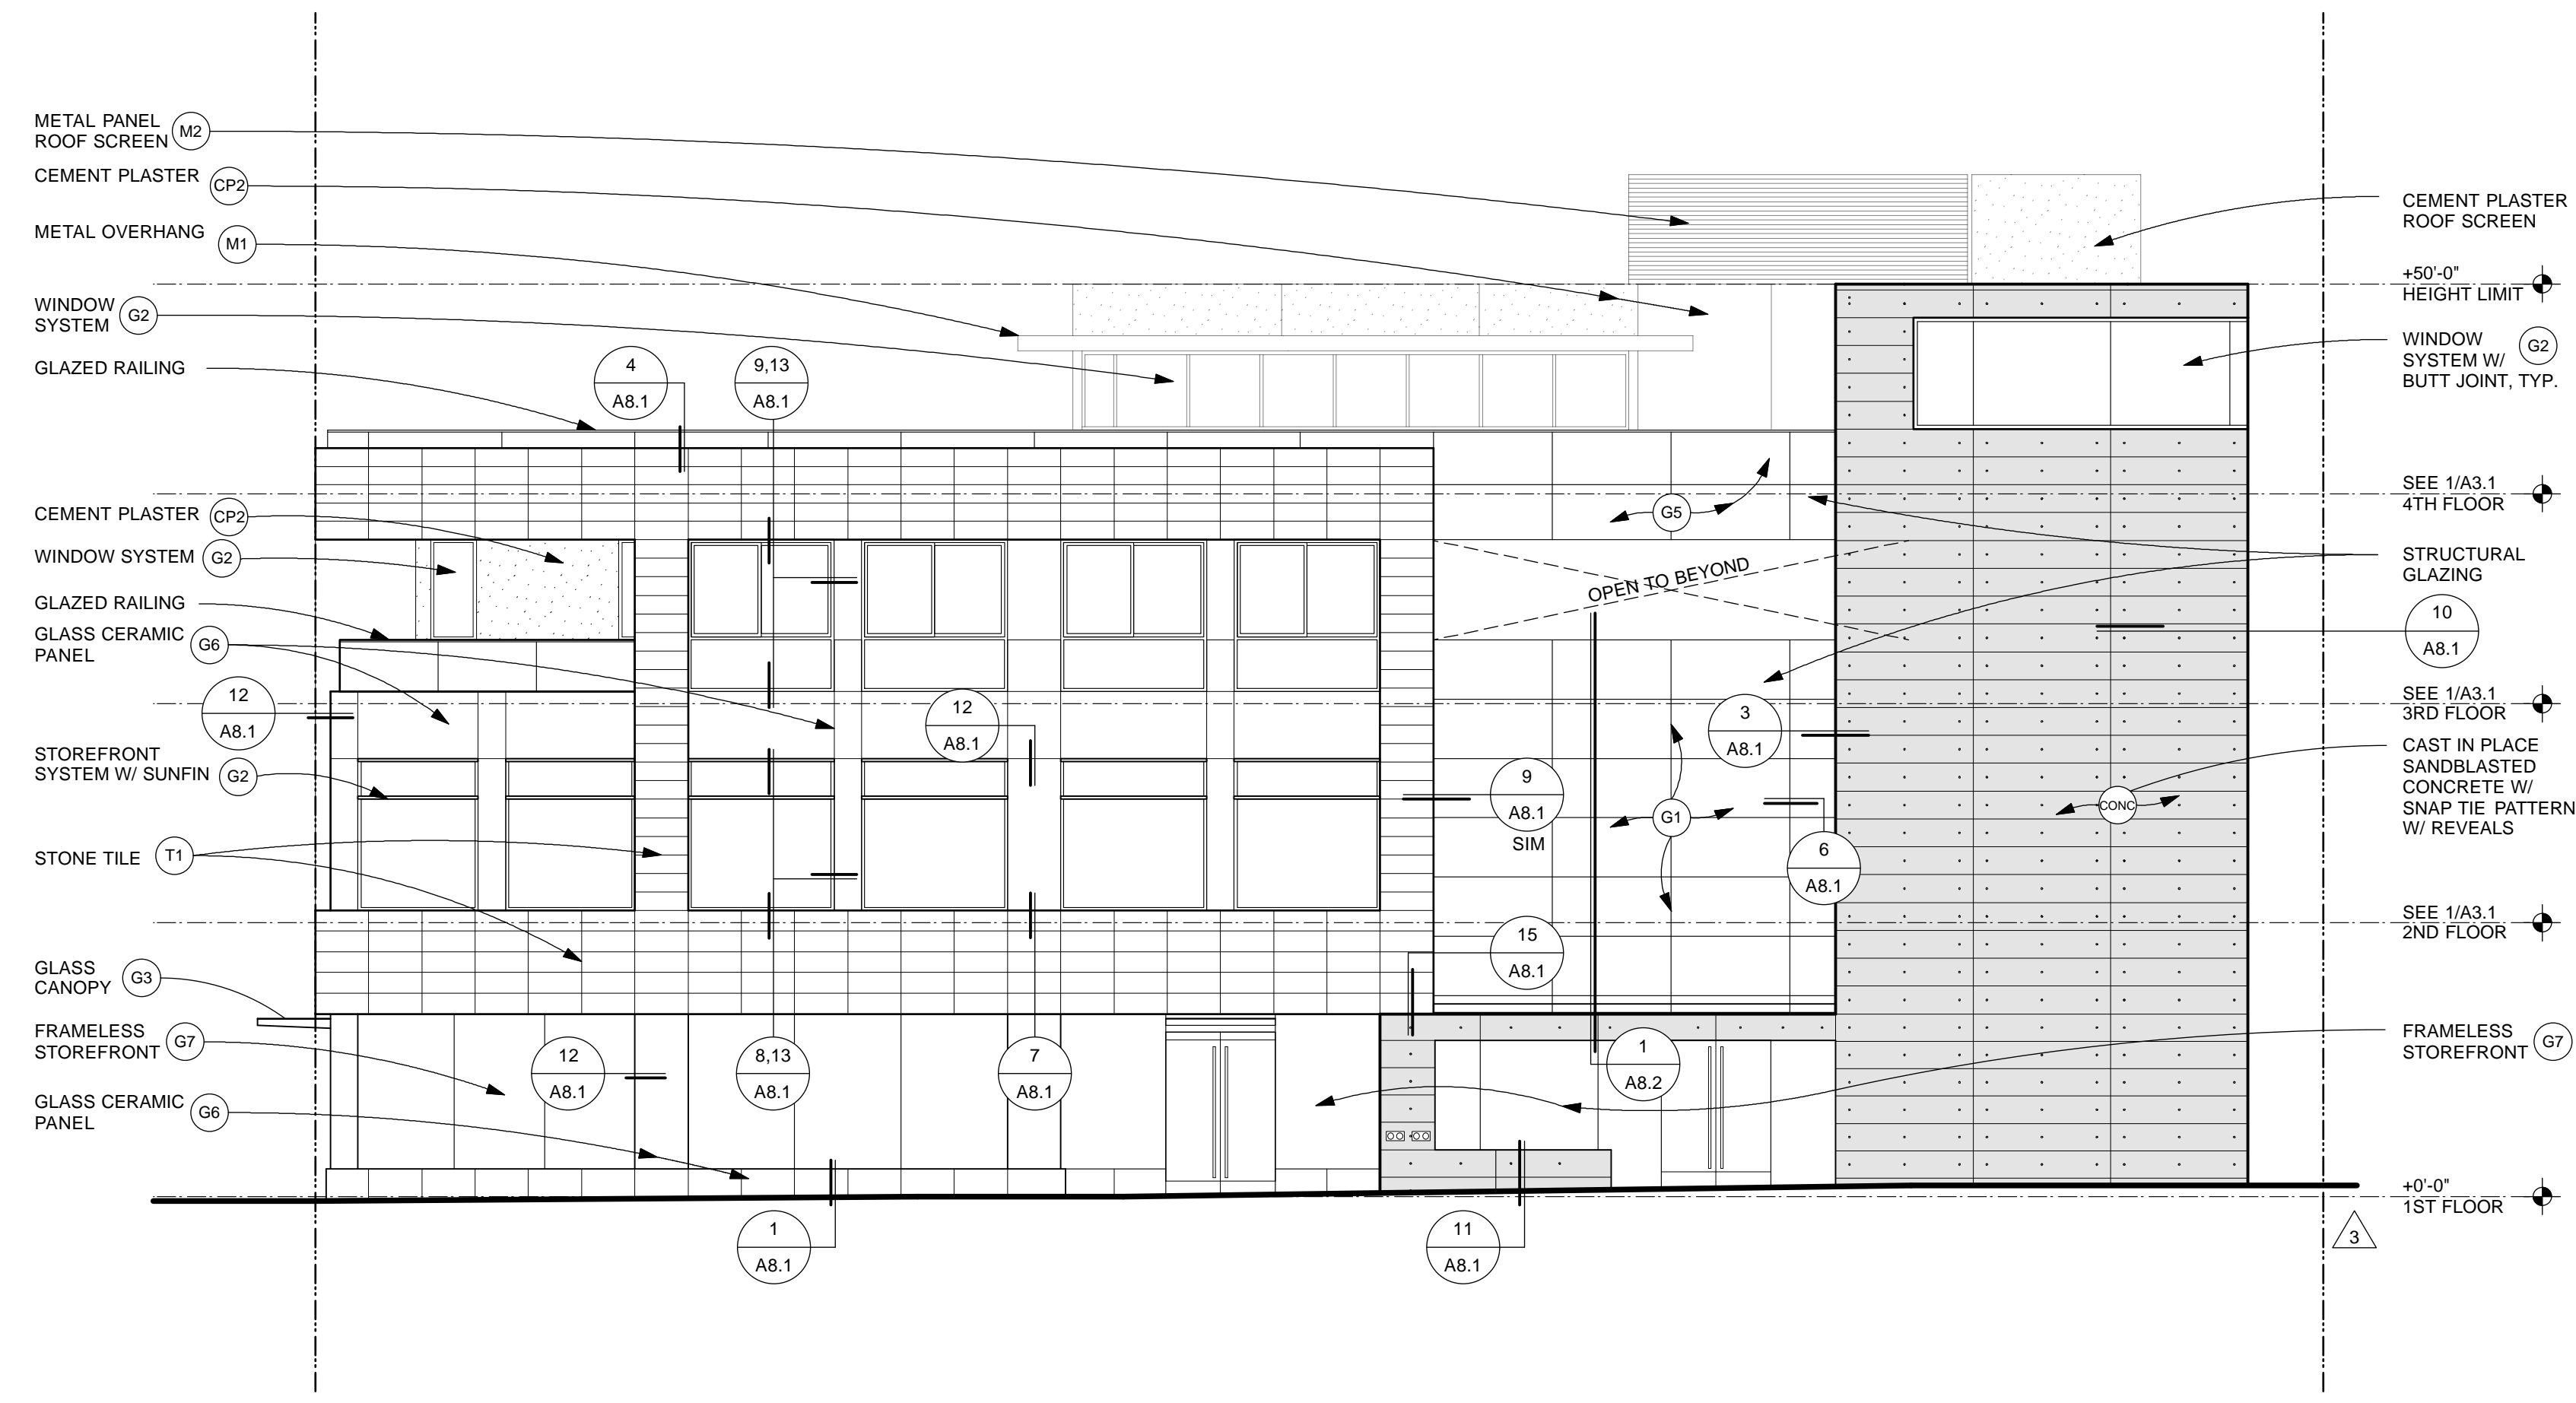 METAL PANEL
ROOF SCREEN
M2
CEMENT PLASTER
CP2
METAL OVERHANG
M1
WINDOW
SYSTEM
G2
GLAZED RAILING
CEMENT PLASTER
CP2
WINDOW SYSTEM
G2
GLAZED RAILING
GLASS CERAMIC
PANEL
G6
12
A8.1
STOREFRONT
SYSTEM W/ SUNFIN
G2
STONE TILE
T1
GLASS
CANOPY
G3
FRAMELESS
STOREFRONT
G7
GLASS CERAMIC
PANEL
G6
4
A8.1
9,13
A8.1
12
A8.1
12
A8.1
8,13
A8.1
7
A8.1
1
A8.1
G5
OPEN TO BEYOND
3
A8.1
9
A8.1
SIM
G1
6
A8.1
15
A8.1
1
A8.2
11
A8.1
CEMENT PLASTER
ROOF SCREEN
+50'-0"
HEIGHT LIMIT
WINDOW
SYSTEM W/
BUTT JOINT, TYP.
G2
SEE 1/A3.1
4TH FLOOR
STRUCTURAL
GLAZING
10
A8.1
SEE 1/A3.1
3RD FLOOR
CAST IN PLACE
SANDBLASTED
CONCRETE W/
SNAP TIE PATTERN
W/ REVEALS
CONC
SEE 1/A3.1
2ND FLOOR
FRAMELESS
STOREFRONT
G7
+0'-0"
1ST FLOOR
3